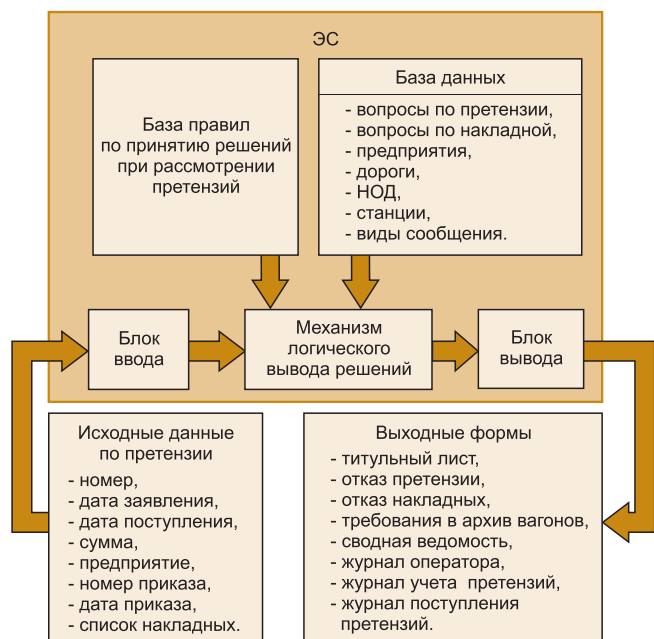 ЭС
База правил
по принятию решений
при рассмотрении
претензий
База данных
- вопросы по претензии,
- вопросы по накладной,
- предприятия,
- дороги,
- НОД,
- станции,
- виды сообщения.
Блок
ввода
Механизм
логического
вывода решений
Блок
вывода
Исходные данные
по претензии
- номер,
- дата заявления,
- дата поступления,
- сумма,
- предприятие,
- номер приказа,
- дата приказа,
- список накладных.
Выходные формы
- титульный лист,
- отказ претензии,
- отказ накладных,
- требования в архив вагонов,
- сводная ведомость,
- журнал оператора,
- журнал учета претензий,
- журнал поступления
претензий.